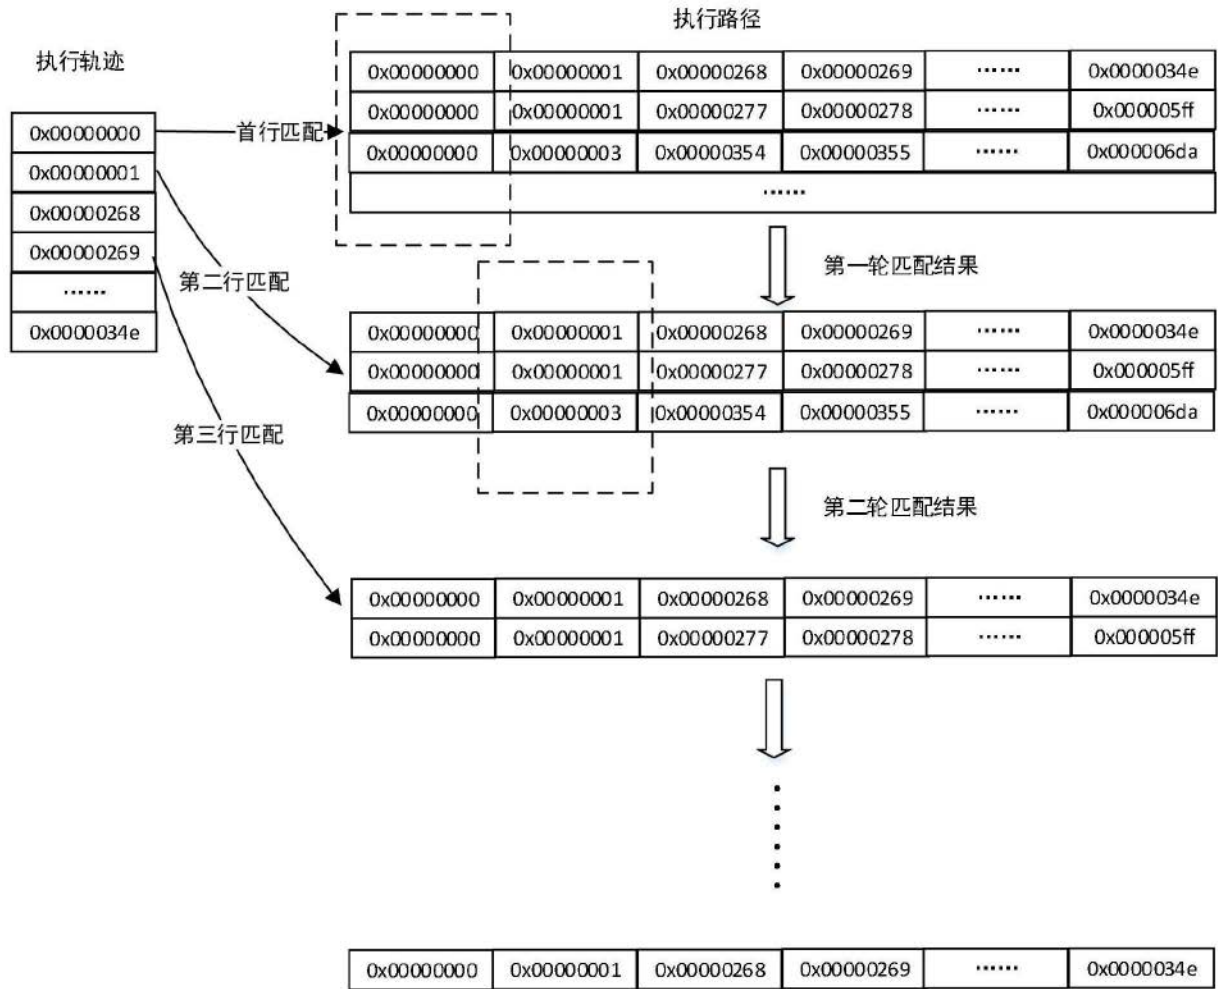 执行轨迹
0x00000000
0x00000001
0x00000268
0x00000269
……
0x0000034e
首行匹配
第二行匹配
第三行匹配
执行路径
0x00000000 0x00000001 0x00000268 0x00000269 …… 0x0000034e
0x00000000 0x00000001 0x00000277 0x00000278 …… 0x000005ff
0x00000000 0x00000003 0x00000354 0x00000355 …… 0x000006da
……
第一轮匹配结果
0x00000000 0x00000001 0x00000268 0x00000269 …… 0x0000034e
0x00000000 0x00000001 0x00000277 0x00000278 …… 0x000005ff
0x00000000 0x00000003 0x00000354 0x00000355 …… 0x000006da
第二轮匹配结果
0x00000000 0x00000001 0x00000268 0x00000269 …… 0x0000034e
0x00000000 0x00000001 0x00000277 0x00000278 …… 0x000005ff
0x00000000 0x00000001 0x00000268 0x00000269 …… 0x0000034e